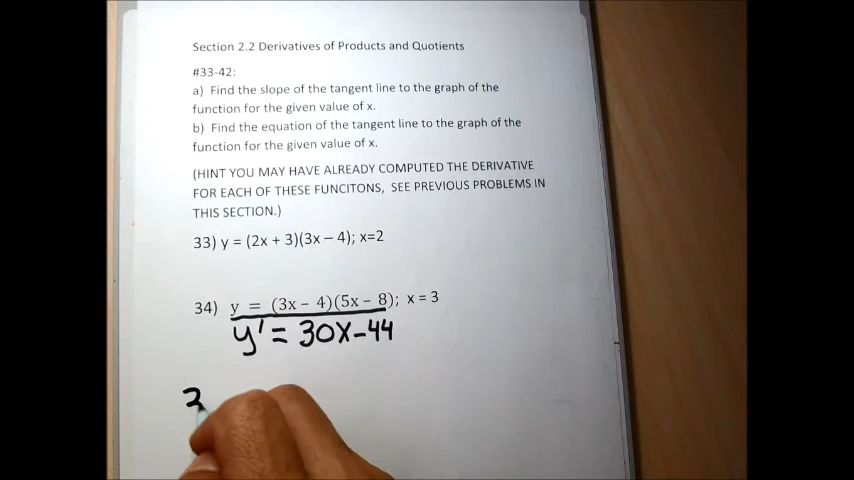 Section 2.2 Derivatives of Products and Quotients
#33-42:
a) Find the slope of the tangent line to the graph of the
function for the given value of x.
b) Find the equation of the tangent line to the graph of the
function for the given value of x.
(HINT YOU MAY HAVE ALREADY COMPUTED THE DERIVATIVE
FOR EACH OF THESE FUNCITONS, SEE PREVIOUS PROBLEMS IN
THIS SECTION.)
33) y = (2x + 3)(3x – 4); x=2
34) y = (3x − 4)(5x − 8); x = 3
y' = 30x-44